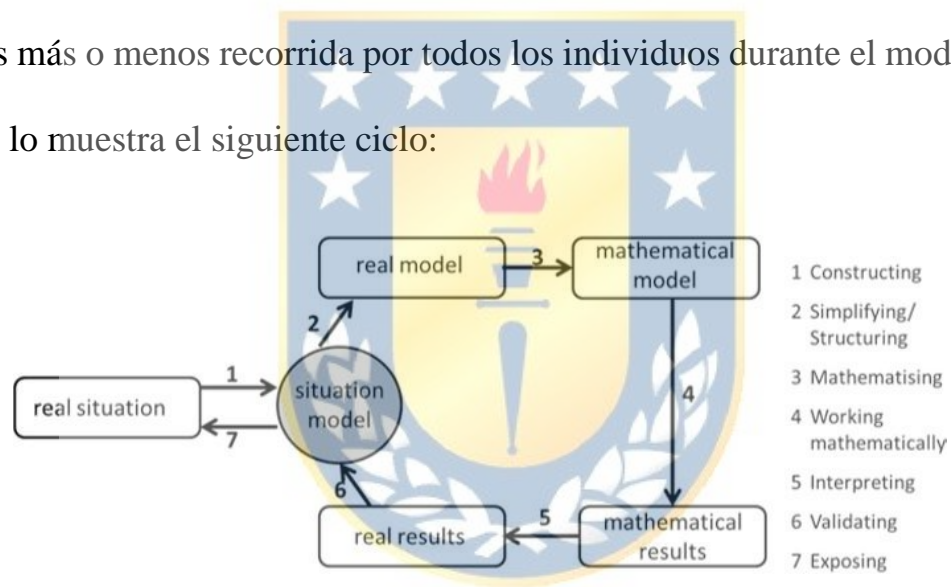 s más o menos recorrida por todos los individuos durante el mod
lo muestra el siguiente ciclo:
real model
3
mathematical
model
1 Constructing
2 Simplifying/
Structuring
3 Mathematising
4 Working
mathematically
5 Interpreting
6 Validating
7 Exposing
2
real situation
1
7
situation
model
4
6
real results
5
mathematical
results